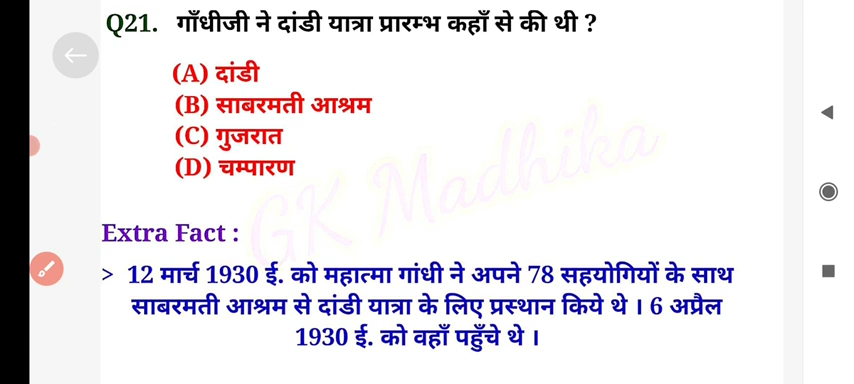 Q21. गाँधीजी ने दांडी यात्रा प्रारम्भ कहाँ से की थी ?
(A) दांडी
(B) साबरमती आश्रम
(C) गुजरात
(D) चम्पारण
GK Madhika
Extra Fact :
> 12 मार्च 1930 ई. को महात्मा गांधी ने अपने 78 सहयोगियों के साथ
साबरमती आश्रम से दांडी यात्रा के लिए प्रस्थान किये थे । 6 अप्रैल
1930 ई. को वहाँ पहुँचे थे ।